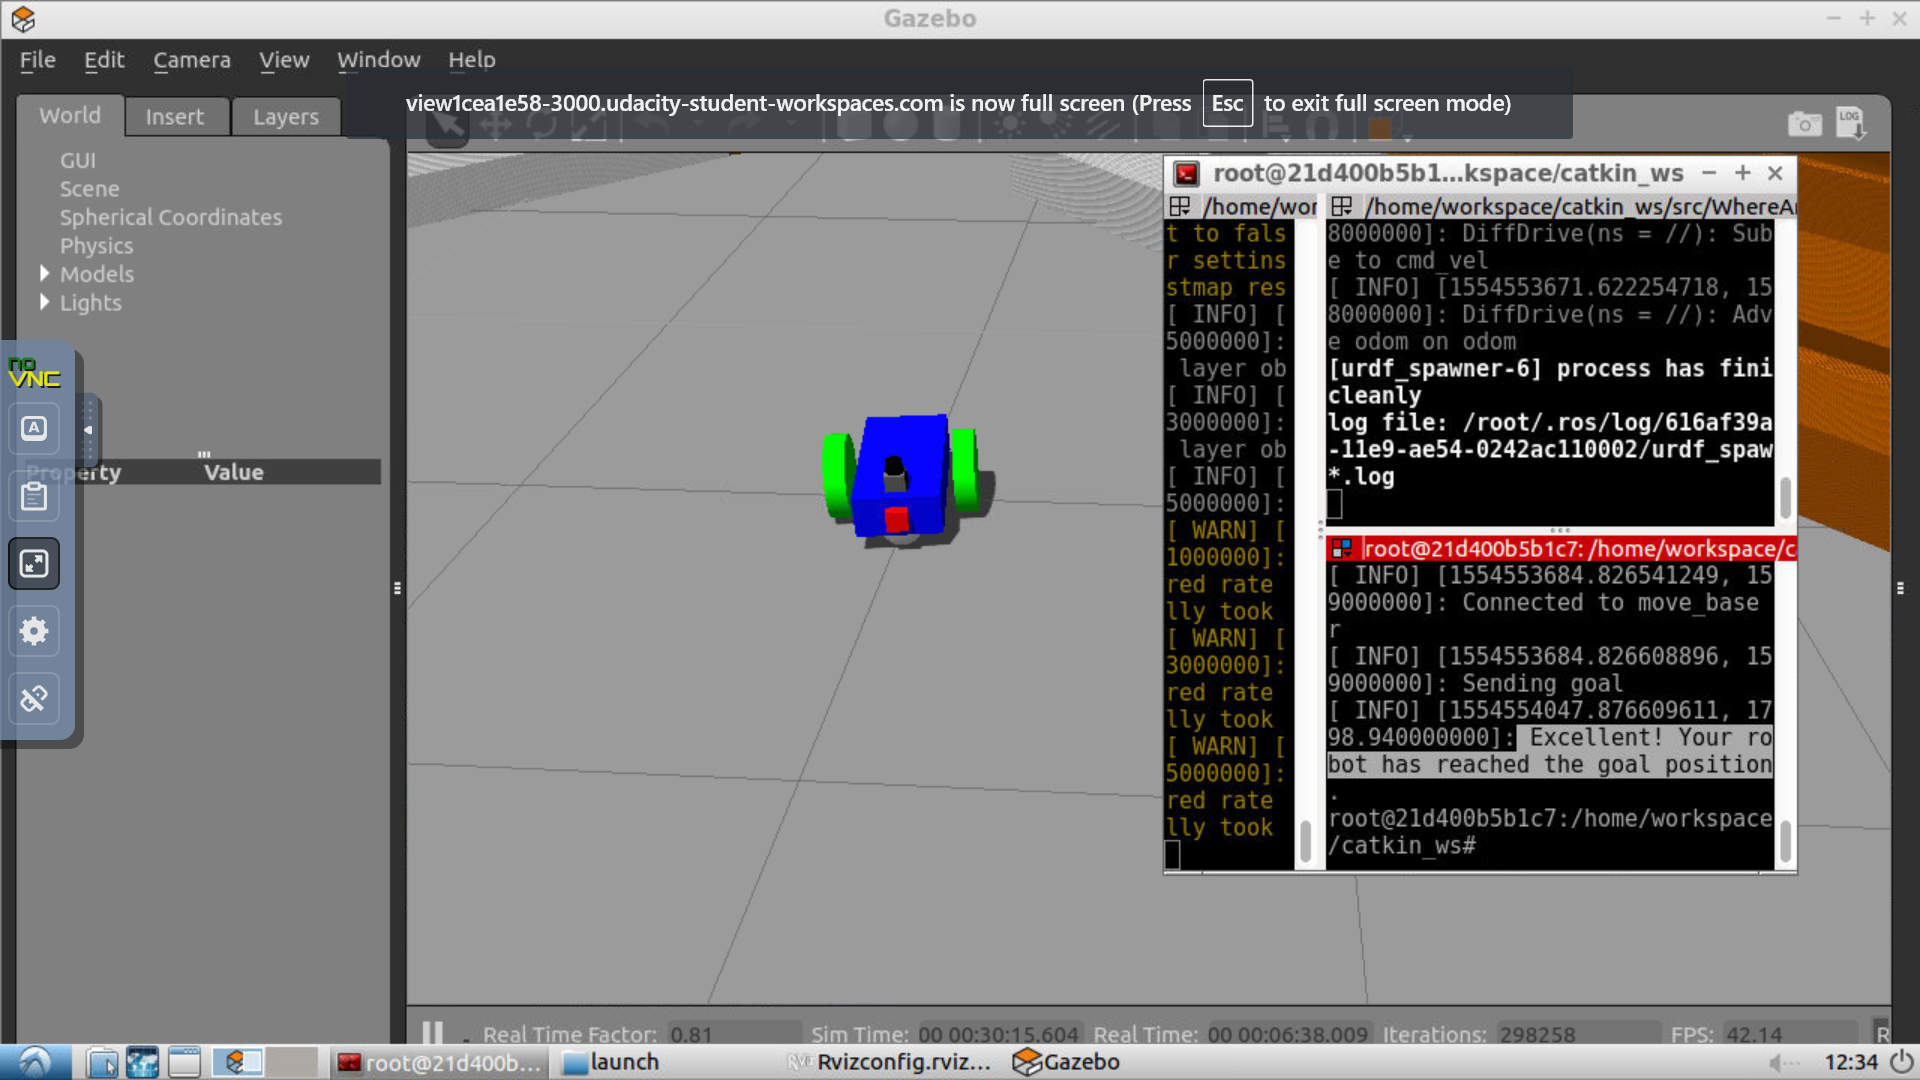 Gazebo
File Edit Camera View Window Help
view1cea1e58-3000.udacity-student-workspaces.com is now full screen (Press Esc to exit full screen mode)
World Insert Layers
LOG
GUI
Scene
Spherical Coordinates
Physics
Models
Lights
no
VNC
A
Property Value
root@21d400b5b1...kspace/catkin_ws
/home/wor
t to fals
r settins
stmap res
[ INFO] [
5000000]:
layer ob
[ INFO] [
3000000]:
layer ob
[ INFO] [
5000000]:
[ WARN] [
1000000]:
red rate
lly took
[ WARN] [
3000000]:
red rate
lly took
[ WARN] [
5000000]:
red rate
lly took
/home/workspace/catkin_ws/src/WhereA
8000000]: DiffDrive(ns = //): Sub
e to cmd_vel
[ INFO] [1554553671.622254718, 15
8000000]: DiffDrive(ns = //): Adv
e odom on odom
[urdf_spawner-6] process has fini
cleanly
log file: /root/.ros/log/616af39a
-11e9-ae54-0242ac110002/urdf_spaw
*.log
root@21d400b5b1c7: /home/workspace/c
[ INFO] [1554553684.826541249, 15
9000000]: Connected to move_base
r
[ INFO] [1554553684.826608896, 15
9000000]: Sending goal
[ INFO] [1554554047.876609611, 17
98.940000000]: Excellent! Your ro
bot has reached the goal position
.
root@21d400b5b1c7:/home/workspace
/catkin_ws#
Real Time Factor: 0.81 Sim Time: 00 00:30:15.604 Real Time: 00 00:06:38.009 Iterations: 298258 FPS: 42.14 R
root@21d400b... launch Rvizconfig.rviz... Gazebo 12:34